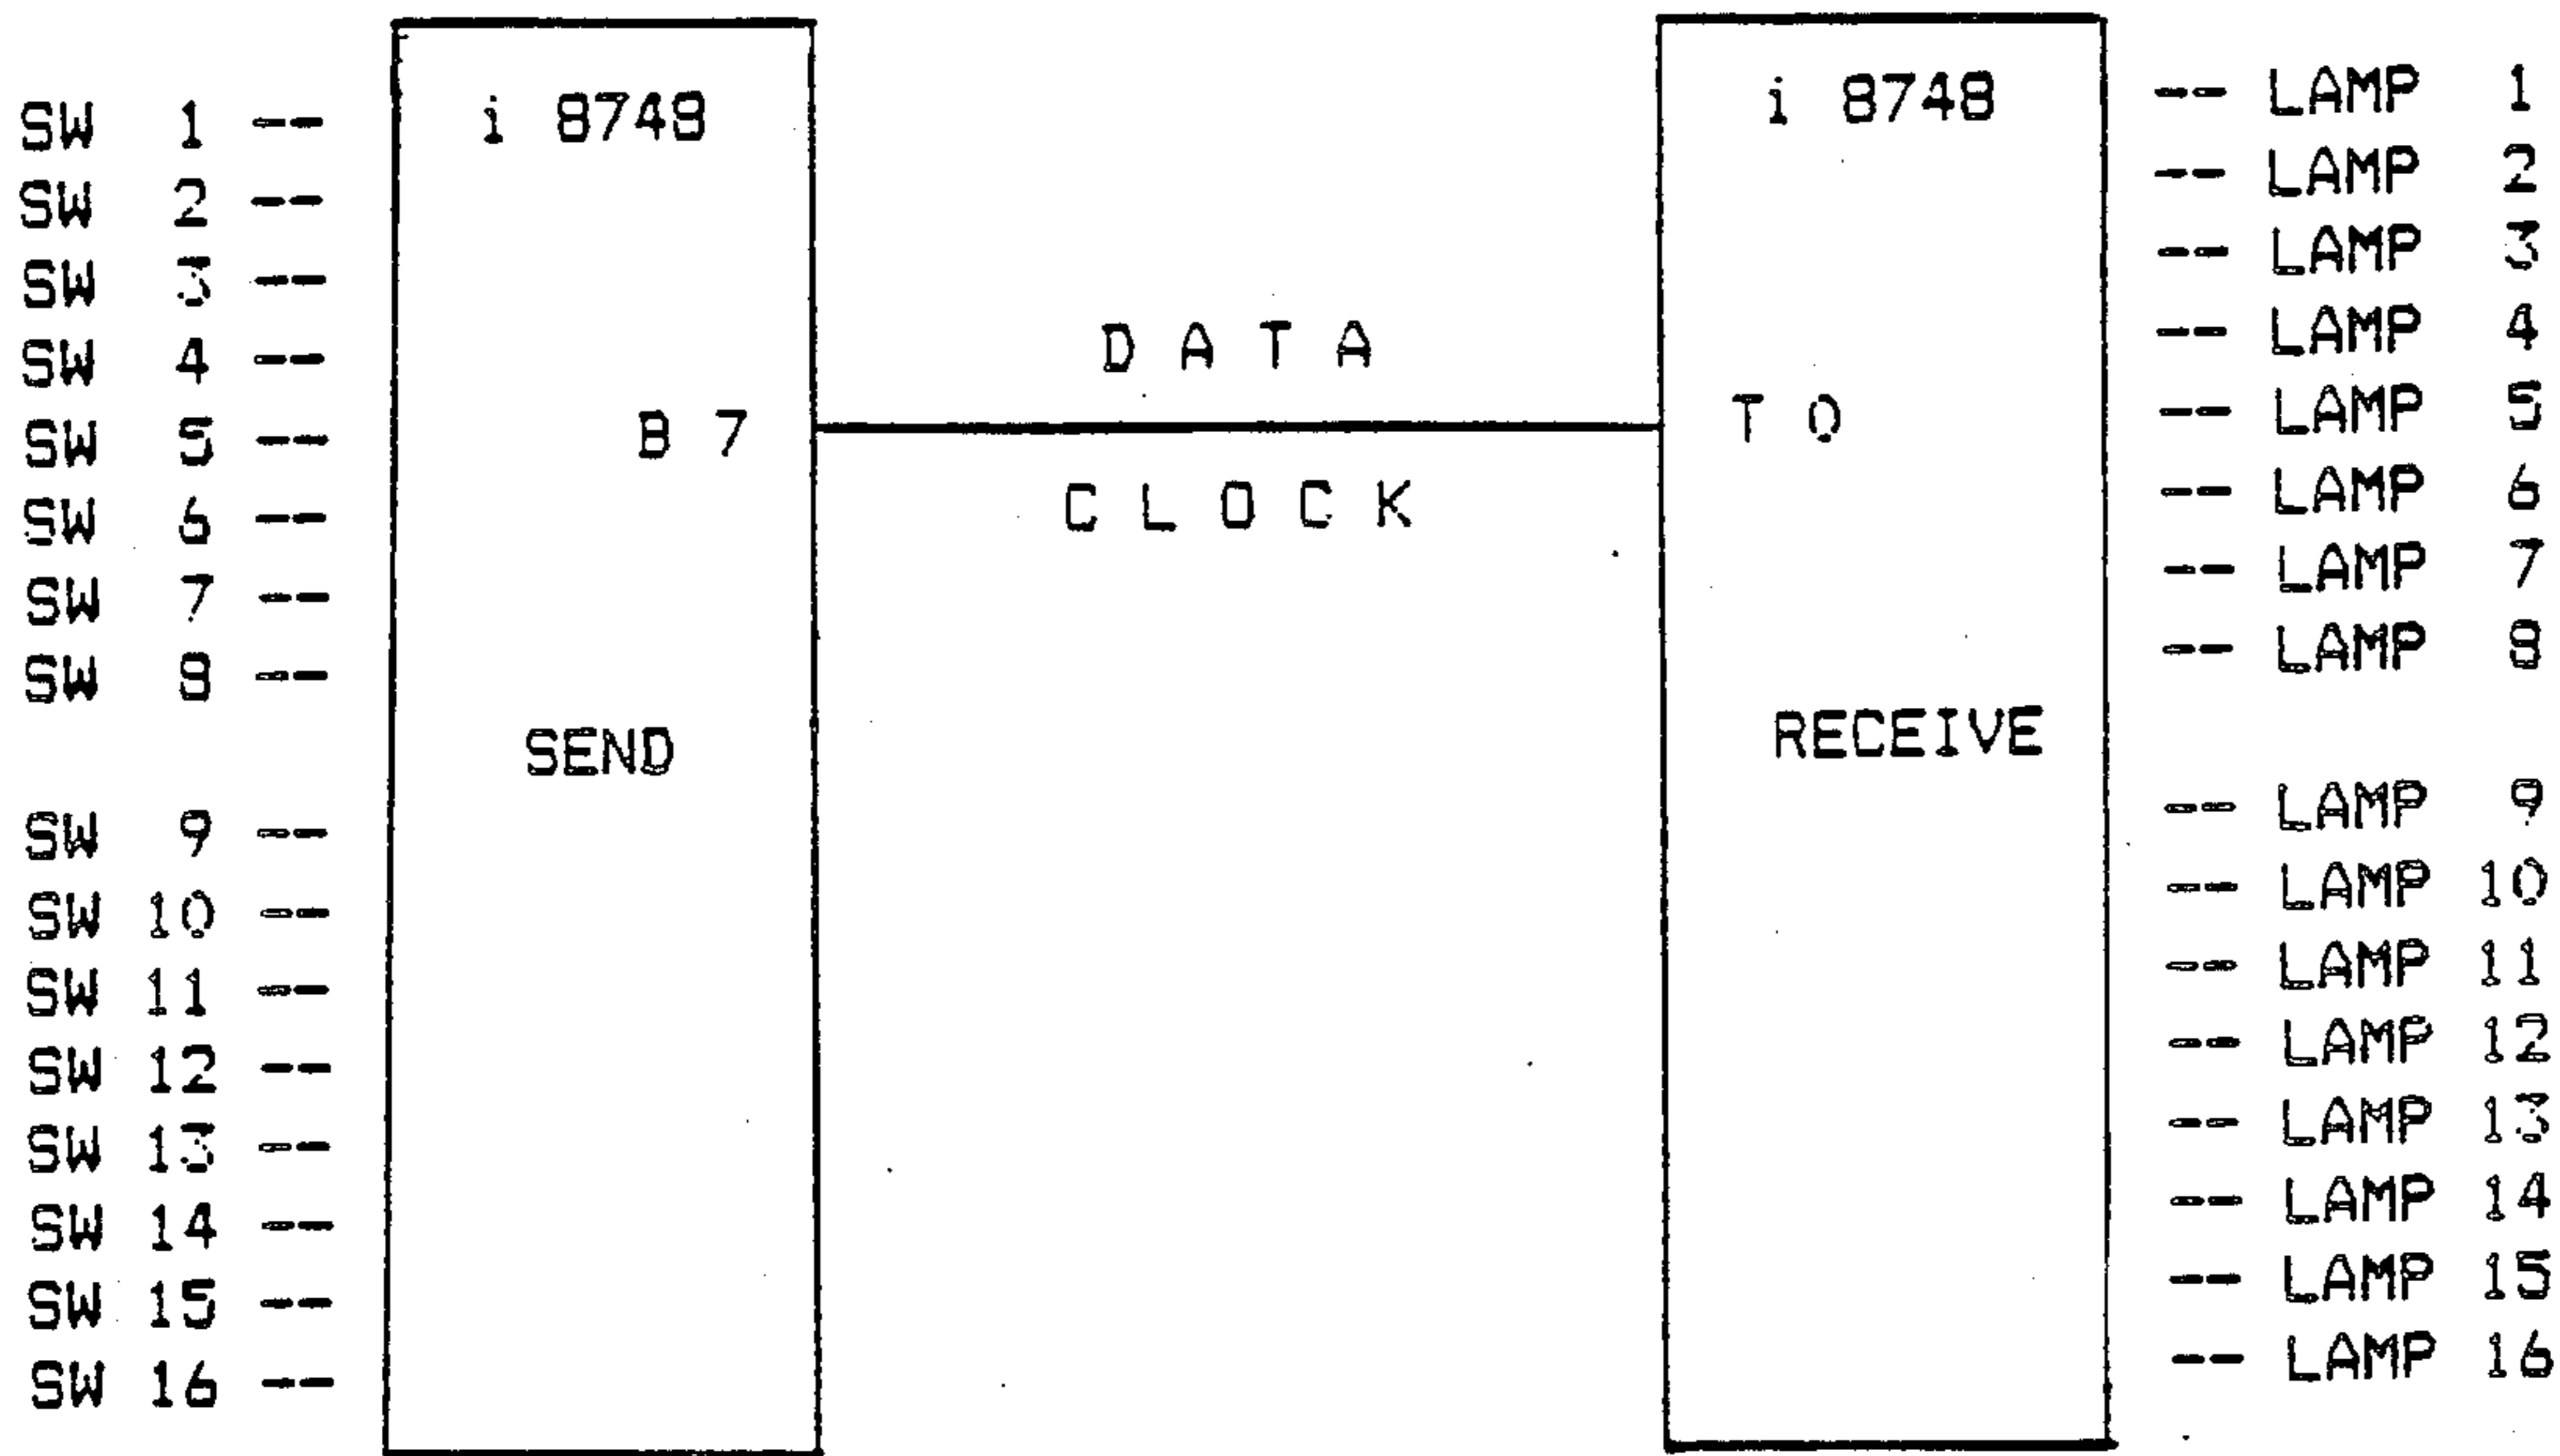 SW 1 --
SW 2 --
SW 3 --
SW 4 --
SW 5 --
SW 6 --
SW 7 --
SW 8 --
SW 9 --
SW 10 --
SW 11 --
SW 12 --
SW 13 --
SW 14 --
SW 15 --
SW 16 --
i 8748
B 7
SEND
D A T A
C L O C K
i 8748
T 0
RECEIVE
-- LAMP 1
-- LAMP 2
-- LAMP 3
-- LAMP 4
-- LAMP 5
-- LAMP 6
-- LAMP 7
-- LAMP 8
-- LAMP 9
-- LAMP 10
-- LAMP 11
-- LAMP 12
-- LAMP 13
-- LAMP 14
-- LAMP 15
-- LAMP 16